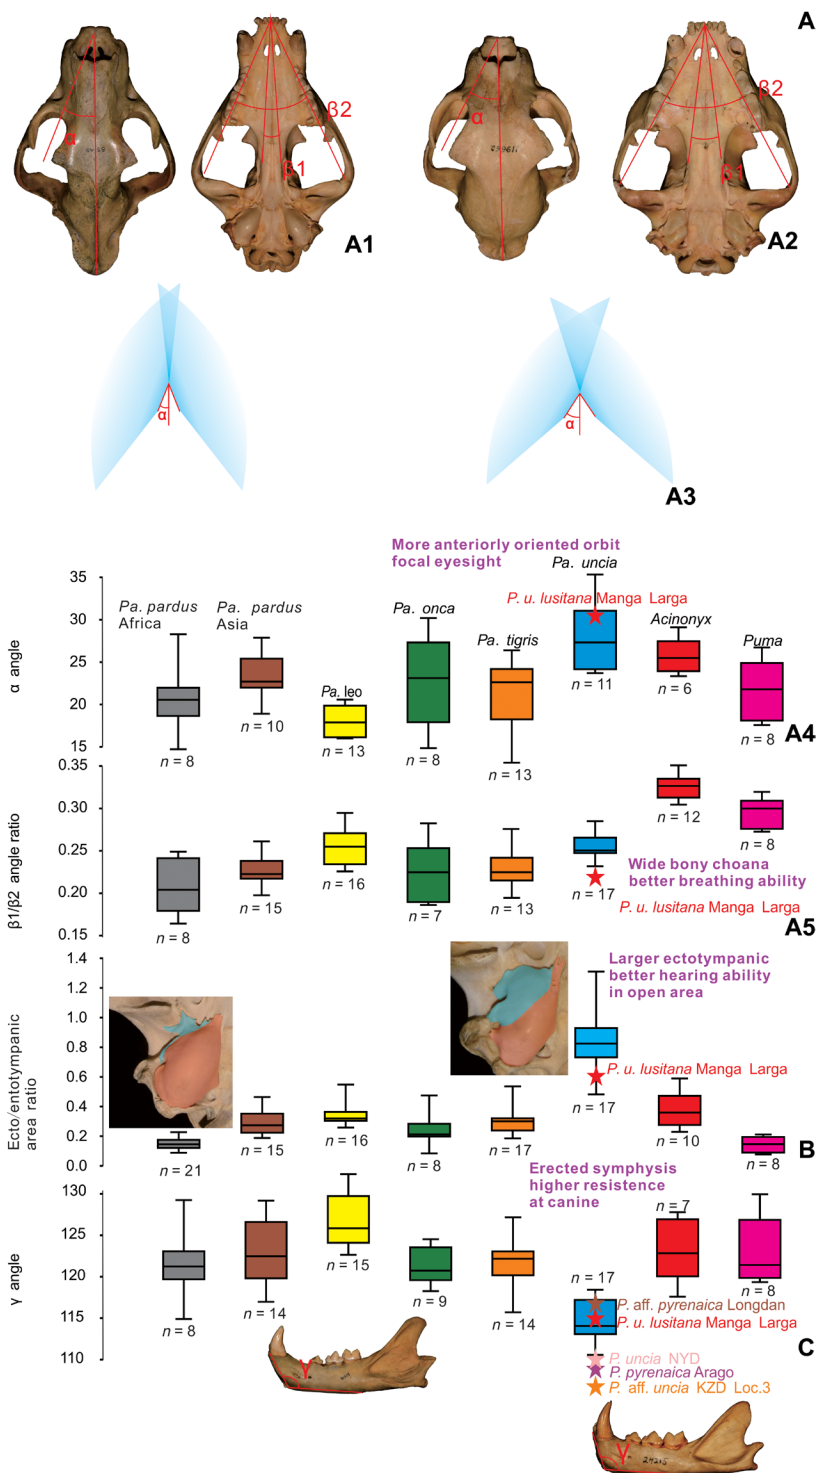 A
α
β1
β2
A1
α
β1
β2
A2
α
α
A3
More anteriorly oriented orbit
focal eyesight
α angle
35
30
25
20
15
Pa. pardus
Africa
n = 8
Pa. pardus
Asia
n = 10
Pa. leo
n = 13
Pa. onca
n = 8
Pa. tigris
n = 13
Pa. uncia
P. u. lusitana Manga Larga
n = 11
Acinonyx
n = 6
Puma
n = 8
A4
β1/β2 angle ratio
0.35
0.30
0.25
0.20
0.15
n = 8
n = 15
n = 16
n = 7
n = 13
n = 17
n = 12
n = 8
Wide bony choana
better breathing ability
P. u. lusitana Manga Larga
A5
Ecto/entotympanic
area ratio
1.4
1.2
1.0
0.8
0.6
0.4
0.2
0.0
Larger ectotympanic
better hearing ability
in open area
P. u. lusitana Manga Larga
n = 21
n = 15
n = 16
n = 8
n = 17
n = 17
n = 10
n = 8
B
Erected symphysis
higher resistance
at canine
γ angle
130
125
120
115
110
n = 8
n = 14
n = 15
n = 9
n = 14
n = 17
n = 7
n = 8
P. aff. pyrenaica Longdan
P. u. lusitana Manga Larga
P. uncia NYD
P. pyrenaica Arago
P. aff. uncia KZD Loc.3
C
γ
γ
24215